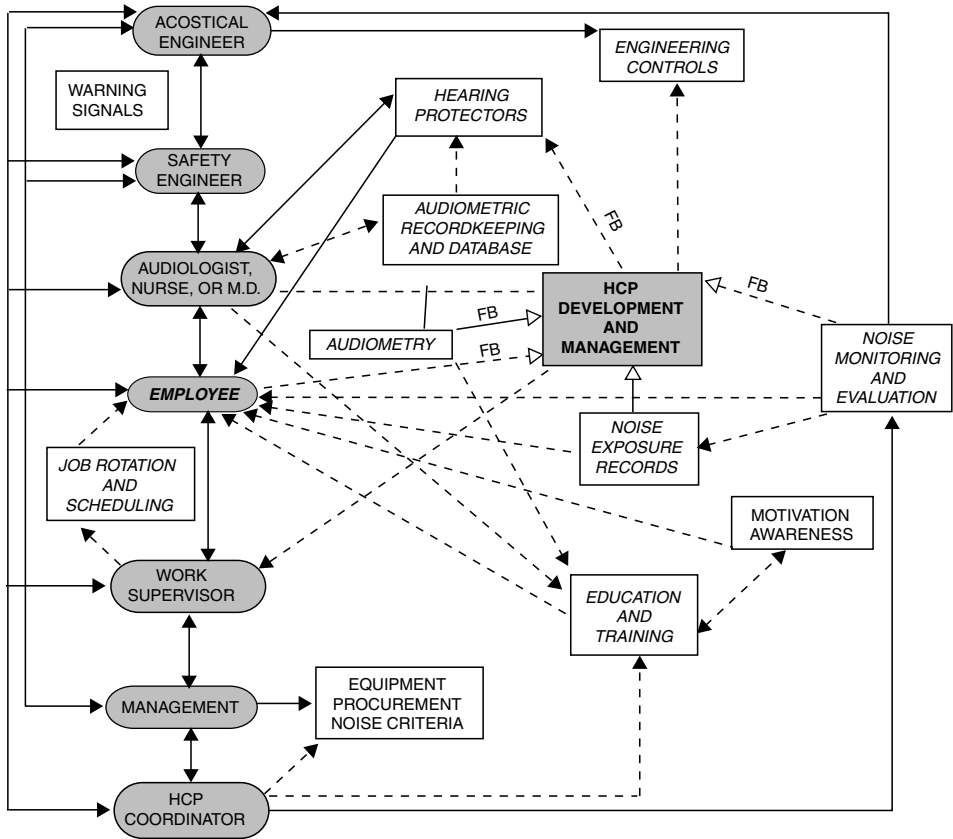 ACOSTICAL
ENGINEER
ENGINEERING
CONTROLS
WARNING
SIGNALS
HEARING
PROTECTORS
SAFETY
ENGINEER
AUDIOMETRIC
RECORDKEEPING
AND DATABASE
FB
AUDIOLOGIST,
NURSE, OR M.D.
HCP
DEVELOPMENT
AND
MANAGEMENT
FB
FB
AUDIOMETRY
FB
NOISE
MONITORING
AND
EVALUATION
EMPLOYEE
NOISE
EXPOSURE
RECORDS
JOB ROTATION
AND
SCHEDULING
MOTIVATION
AWARENESS
WORK
SUPERVISOR
EDUCATION
AND
TRAINING
MANAGEMENT
EQUIPMENT
PROCUREMENT
NOISE CRITERIA
HCP
COORDINATOR